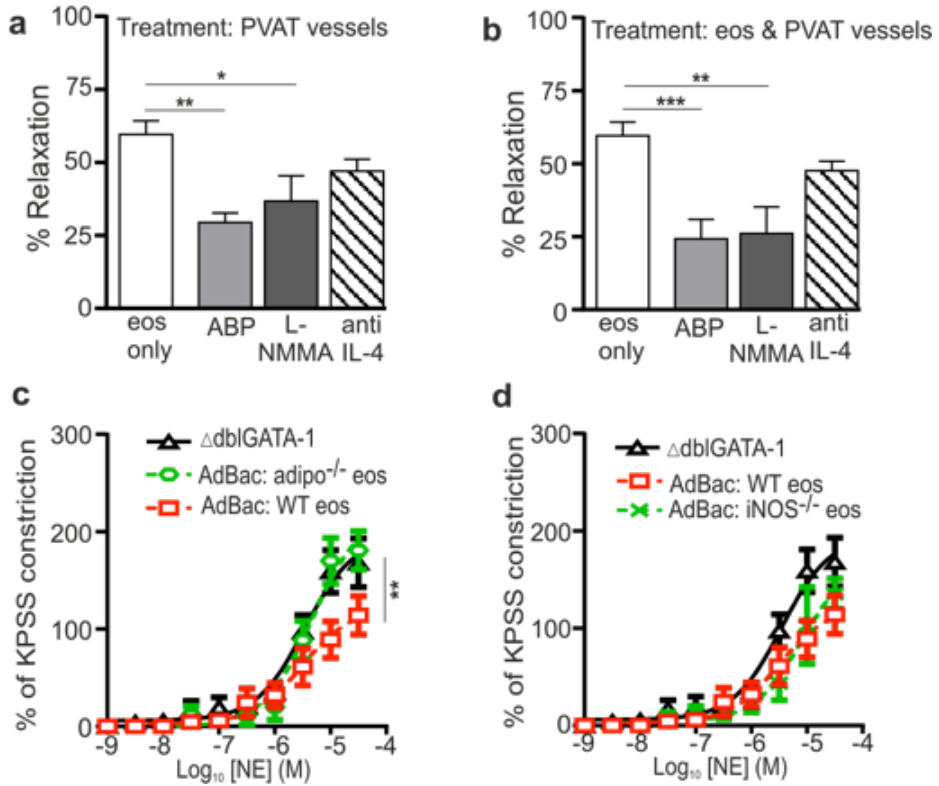 a
Treatment: PVAT vessels
% Relaxation
100
75
50
25
0
*
**
eos only
ABP
L-NMMA
anti IL-4
b
Treatment: eos & PVAT vessels
% Relaxation
100
75
50
25
0
**
***
eos only
ABP
L-NMMA
anti IL-4
c
% of KPSS constriction
300
200
100
0
△dblGATA-1
AdBac: adipo⁻/⁻ eos
AdBac: WT eos
**
-9
-8
-7
-6
-5
-4
Log₁₀ [NE] (M)
d
% of KPSS constriction
300
200
100
0
△dblGATA-1
AdBac: WT eos
AdBac: iNOS⁻/⁻ eos
-9
-8
-7
-6
-5
-4
Log₁₀ [NE] (M)